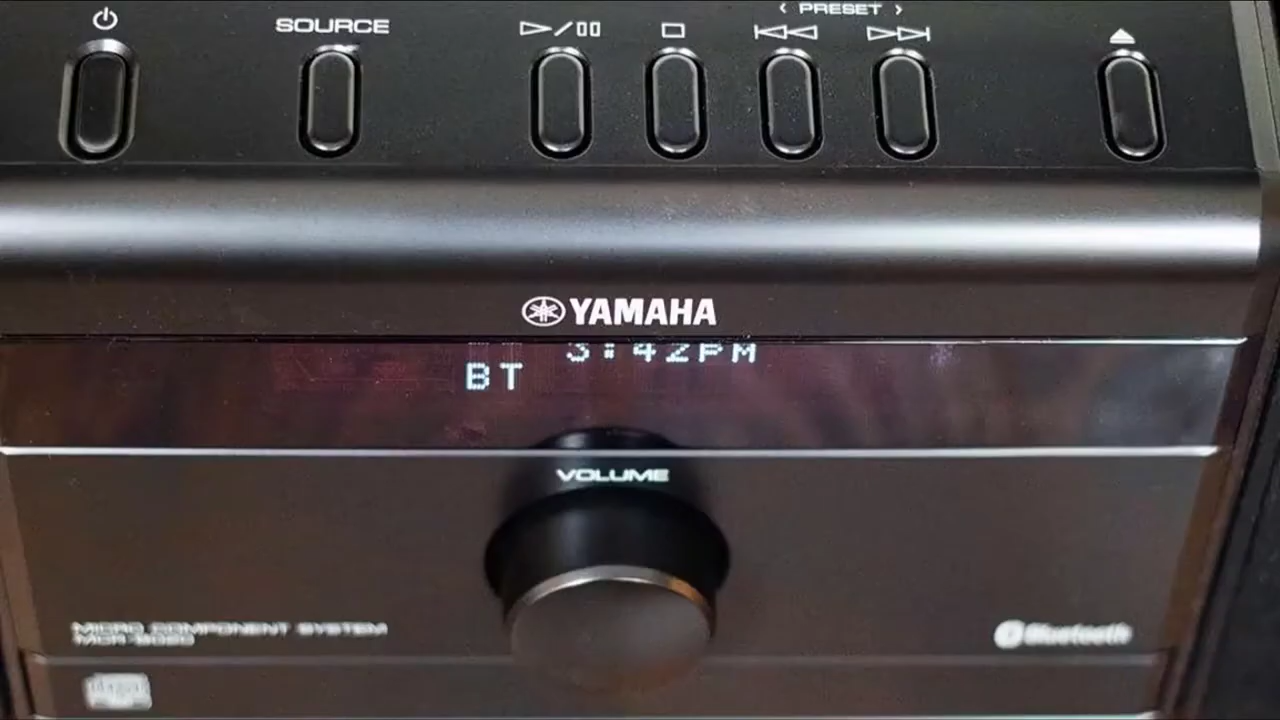 SOURCE
‹ PRESET ›
YAMAHA
3:42PM
BT
VOLUME
MICRO COMPONENT SYSTEM
Bluetooth